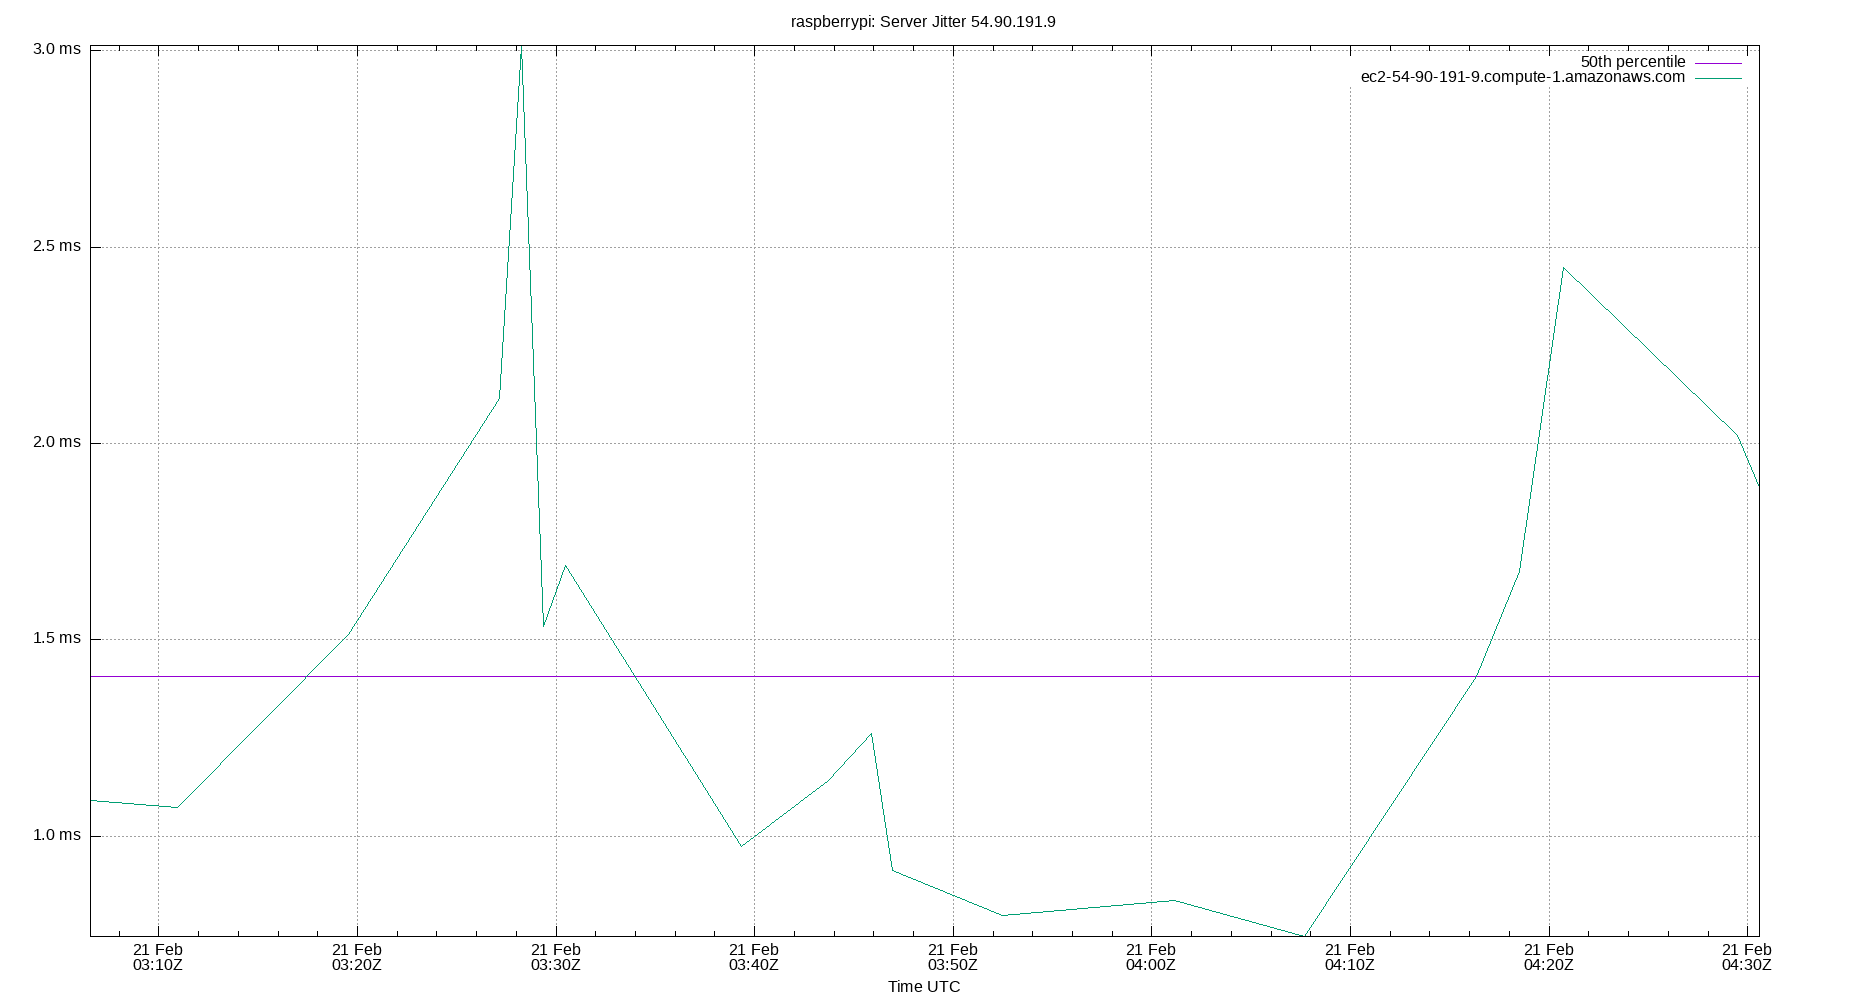 raspberrypi: Server Jitter 54.90.191.9
3.0 ms
2.5 ms
2.0 ms
1.5 ms
1.0 ms
50th percentile
ec2-54-90-191-9.compute-1.amazonaws.com
21 Feb 21 Feb 21 Feb 21 Feb 21 Feb 21 Feb 21 Feb 21 Feb 21 Feb
03:10Z 03:20Z 03:30Z 03:40Z 03:50Z 04:00Z 04:10Z 04:20Z 04:30Z
Time UTC